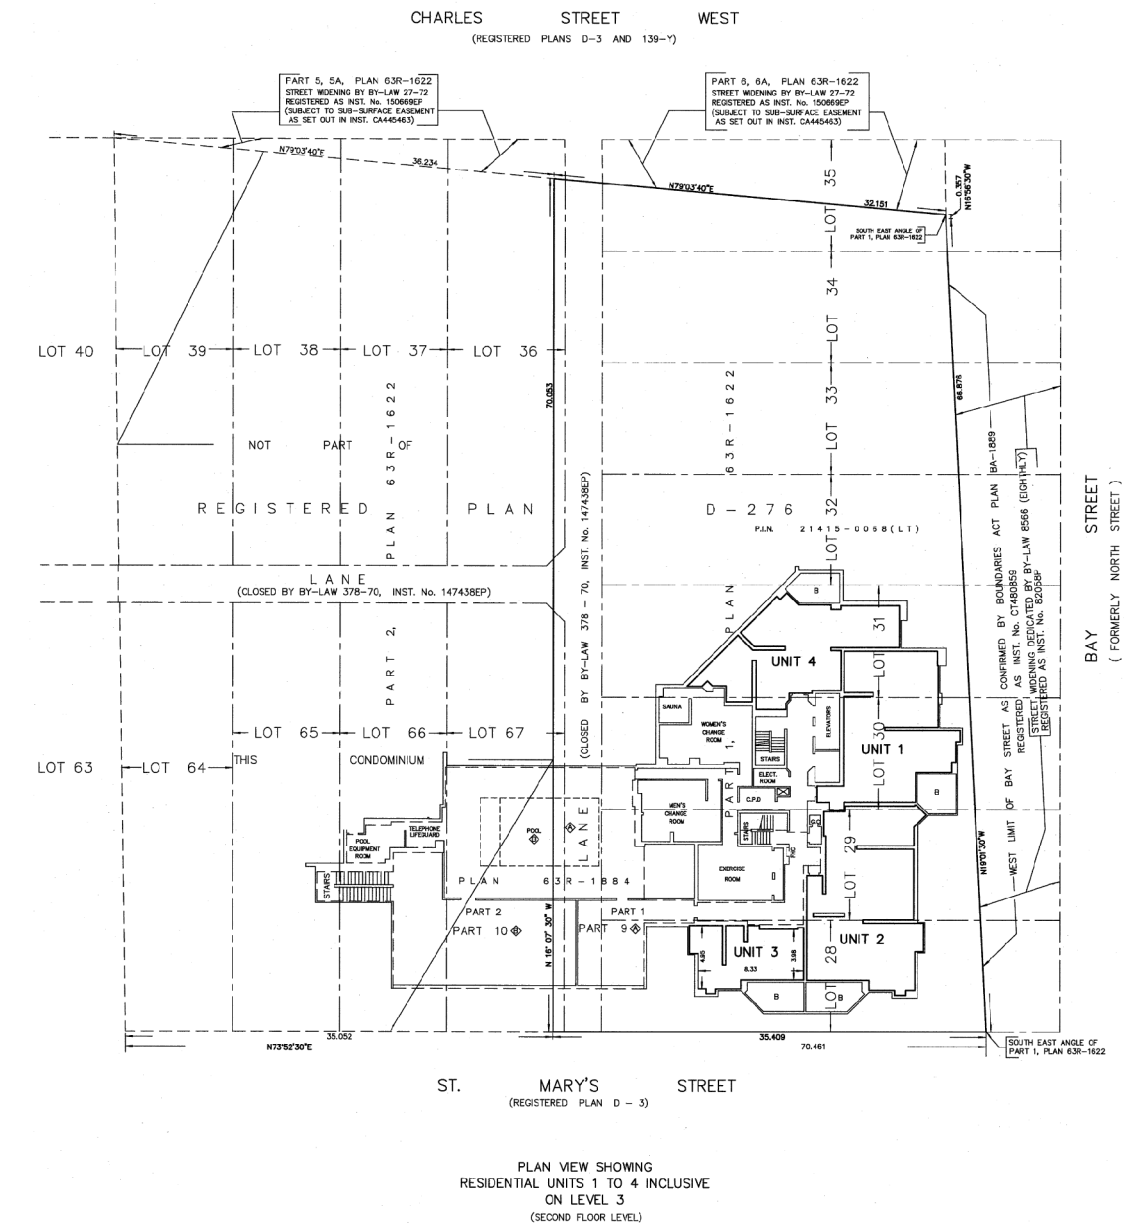 CHARLES STREET WEST
(REGISTERED PLANS D-3 AND 139-Y)
PART 5, 5A, PLAN 63R-1622
STREET WIDENING BY BY-LAW 27-72
REGISTERED AS INST. No. 150669EP
(SUBJECT TO SUB-SURFACE EASEMENT
AS SET OUT IN INST. CA445463)
PART 6, 6A, PLAN 63R-1622
STREET WIDENING BY BY-LAW 27-72
REGISTERED AS INST. No. 150669EP
(SUBJECT TO SUB-SURFACE EASEMENT
AS SET OUT IN INST. CA445463)
N79°03'40"E
36.234
N79°03'40"E
32.151
0.357
N16°56'30"W
SOUTH EAST ANGLE OF
PART 1, PLAN 63R-1622
LOT 35
LOT 34
LOT 33
LOT 32
LOT 31
LOT 30
LOT 29
LOT 28
LOT 40
LOT 39
LOT 38
LOT 37
LOT 36
70.053
66.876
NOT PART OF
PLAN 63R-1622
PART 2,
63R-1622
PLAN
PART 1,
REGISTERED PLAN D-276
P.I.N. 21415-0068(LT)
LANE
(CLOSED BY BY-LAW 378-70, INST. No. 147438EP)
(CLOSED BY BY-LAW 378-70, INST. No. 147438EP)
LANE
WEST LIMIT OF BAY STREET AS CONFIRMED BY BOUNDARIES ACT PLAN BA-1889
REGISTERED AS INST. No. CT480859
STREET WIDENING DEDICATED BY BY-LAW 8566 (EIGHTHLY)
REGISTERED AS INST. No. 82058P
BAY STREET
(FORMERLY NORTH STREET)
LOT 63
LOT 64
LOT 65
LOT 66
LOT 67
THIS CONDOMINIUM
UNIT 4
B
SAUNA
WOMEN'S
CHANGE
ROOM
ELEVATORS
STAIRS
UNIT 1
B
ELECT.
ROOM
C.P.D
MEN'S
CHANGE
ROOM
STAIRS
POOL
B
A
TELEPHONE
LIFEGUARD
POOL
EQUIPMENT
ROOM
STAIRS
EXERCISE
ROOM
FHC
PLAN 63R-1884
PART 2
PART 1
PART 10 B
PART 9 A
N 16° 07' 30" W
N19°01'30"W
UNIT 3
4.95
8.33
3.98
UNIT 2
B
B
35.052
N73°52'30"E
35.409
70.461
SOUTH EAST ANGLE OF
PART 1, PLAN 63R-1622
ST. MARY'S STREET
(REGISTERED PLAN D - 3)
PLAN VIEW SHOWING
RESIDENTIAL UNITS 1 TO 4 INCLUSIVE
ON LEVEL 3
(SECOND FLOOR LEVEL)